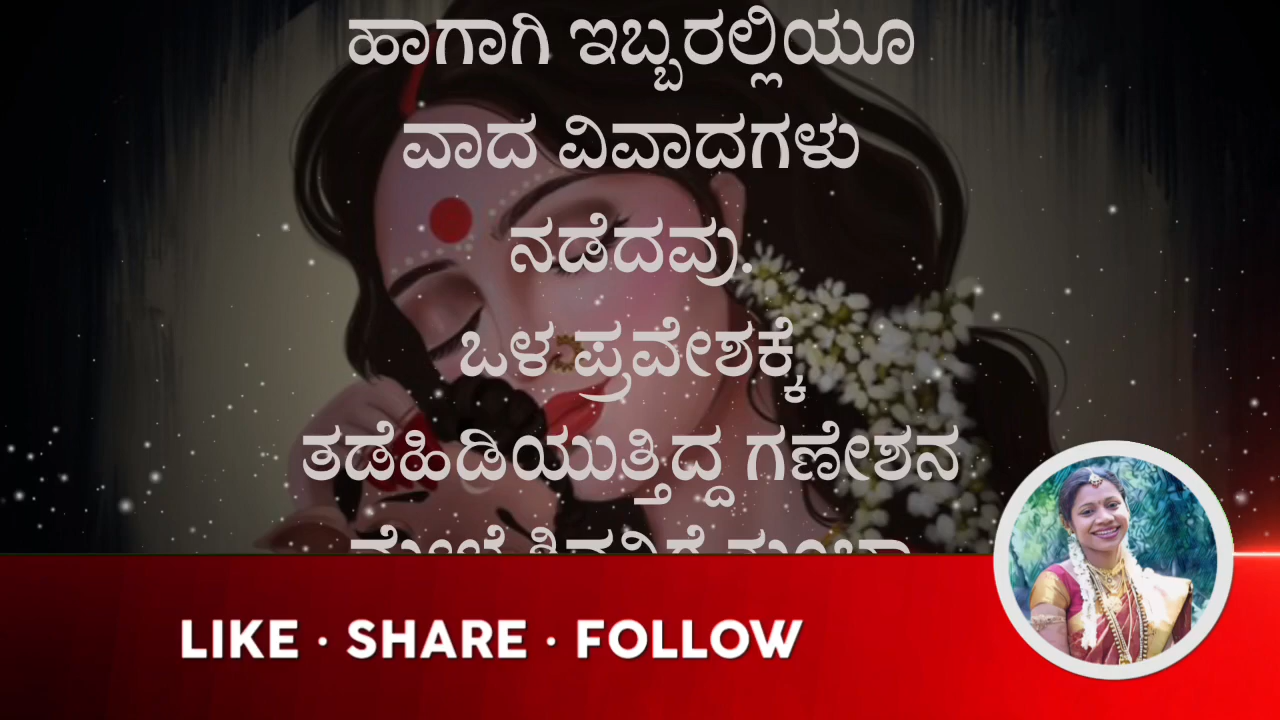 ಹಾಗಾಗಿ ಇಬ್ಬರಲ್ಲಿಯೂ
ವಾದ ವಿವಾದಗಳು
ನಡೆದವು.
ಒಳ ಪ್ರವೇಶಕ್ಕೆ
ತಡೆಹಿಡಿಯುತ್ತಿದ್ದ ಗಣೇಶನ
LIKE · SHARE · FOLLOW